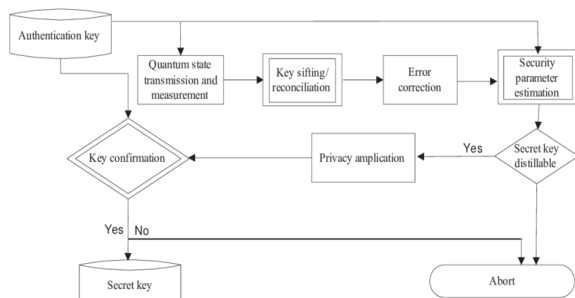 Authentication key
Quantum state
transmission and
measurement
Key sifting/
reconciliation
Error
correction
Security
parameter
estimation
Key confirmation
Privacy amplication
Yes
Secret key
distillable
Yes
No
Secret key
Abort